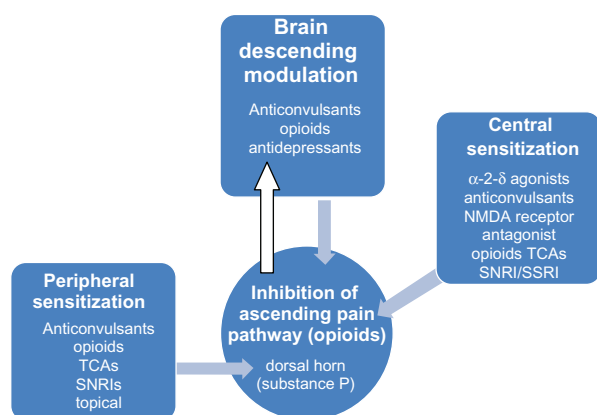 Brain
descending
modulation
Anticonvulsants
opioids
antidepressants
Central
sensitization
α-2-δ agonists
anticonvulsants
NMDA receptor
antagonist
opioids TCAs
SNRI/SSRI
Peripheral
sensitization
Anticonvulsants
opioids
TCAs
SNRIs
topical
Inhibition of
ascending pain
pathway (opioids)
dorsal horn
(substance P)